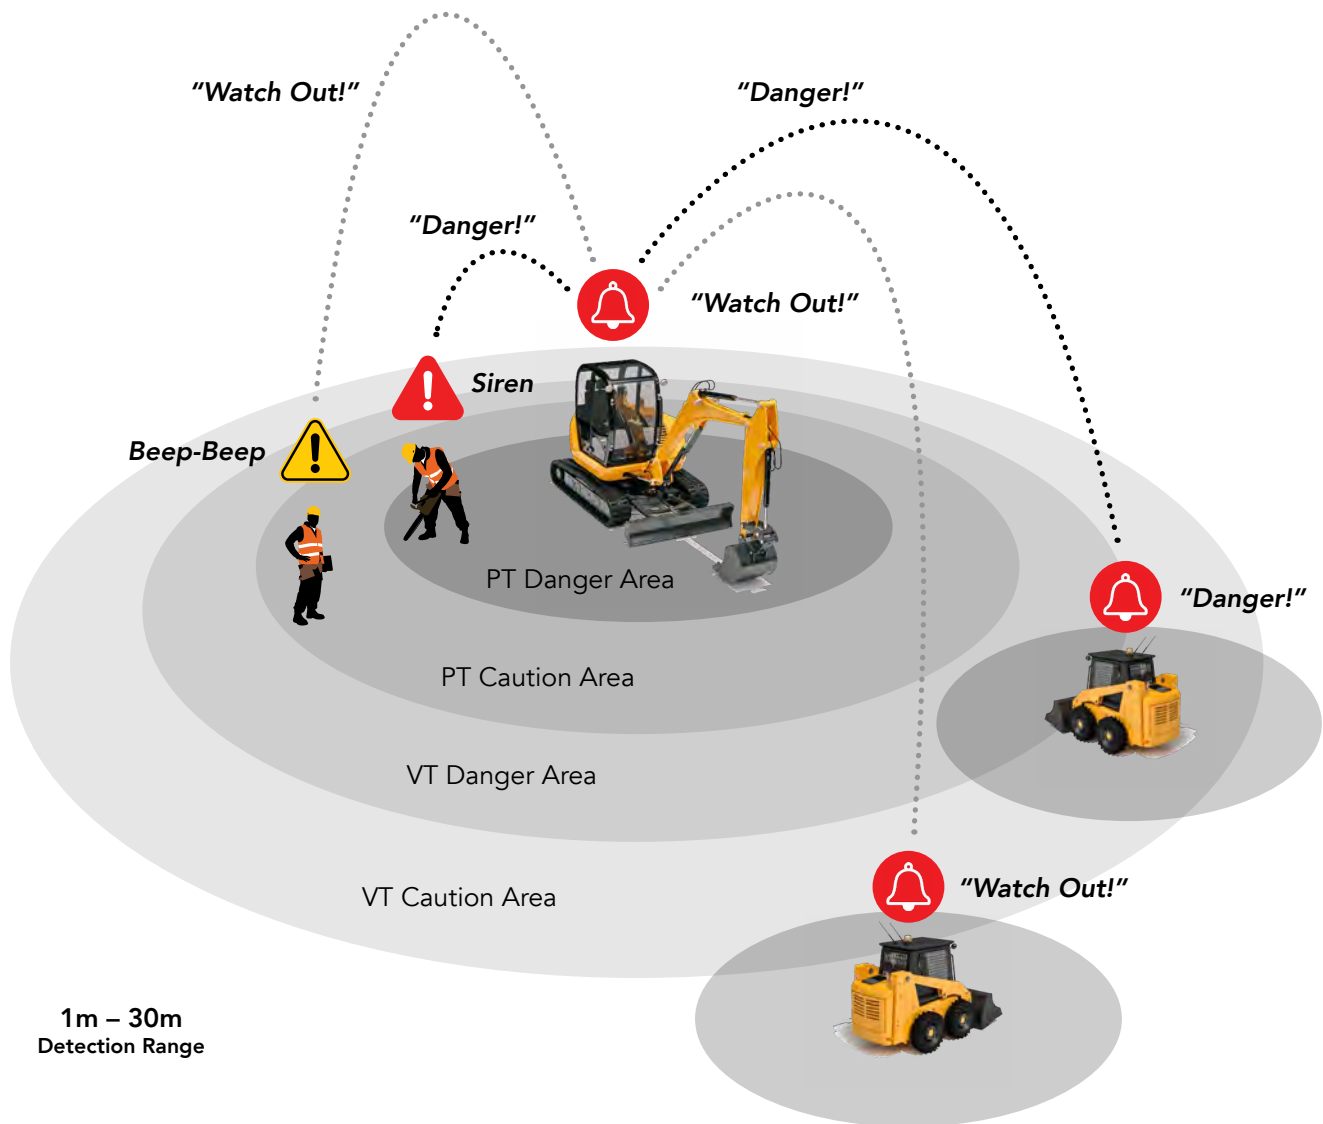 “Watch Out!”
“Danger!”
“Danger!”
“Watch Out!”
Siren
Beep-Beep
PT Danger Area
“Danger!”
PT Caution Area
VT Danger Area
“Watch Out!”
VT Caution Area
1m – 30m
Detection Range